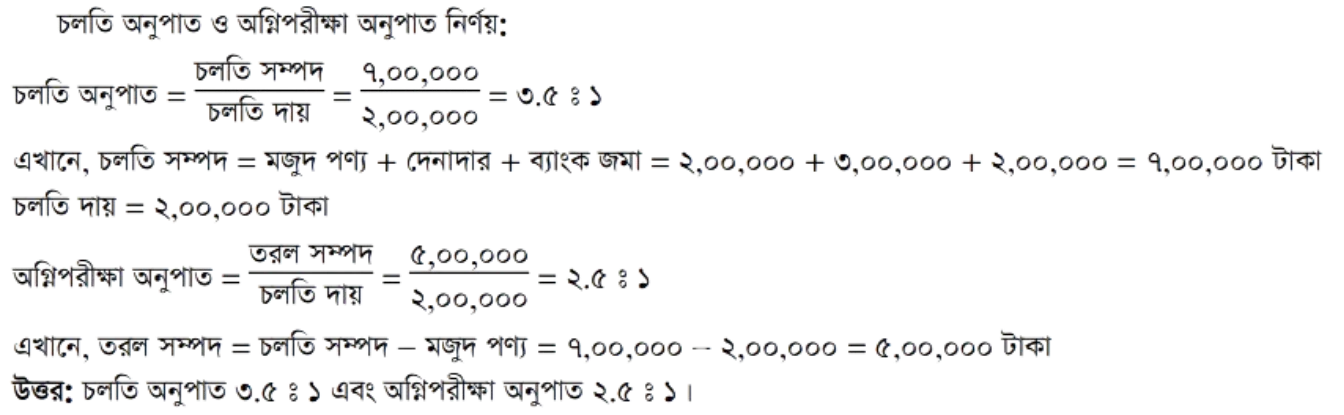 চলতি অনুপাত ও অগ্নিপরীক্ষা অনুপাত নির্ণয়:
চলতি অনুপাত = চলতি সম্পদ / চলতি দায় = ৭,০০,০০০ / ২,০০,০০০ = ৩.৫ ঃ ১
এখানে, চলতি সম্পদ = মজুদ পণ্য + দেনাদার + ব্যাংক জমা = ২,০০,০০০ + ৩,০০,০০০ + ২,০০,০০০ = ৭,০০,০০০ টাকা
চলতি দায় = ২,০০,০০০ টাকা
অগ্নিপরীক্ষা অনুপাত = তরল সম্পদ / চলতি দায় = ৫,০০,০০০ / ২,০০,০০০ = ২.৫ ঃ ১
এখানে, তরল সম্পদ = চলতি সম্পদ – মজুদ পণ্য = ৭,০০,০০০ – ২,০০,০০০ = ৫,০০,০০০ টাকা
উত্তর: চলতি অনুপাত ৩.৫ ঃ ১ এবং অগ্নিপরীক্ষা অনুপাত ২.৫ ঃ ১।